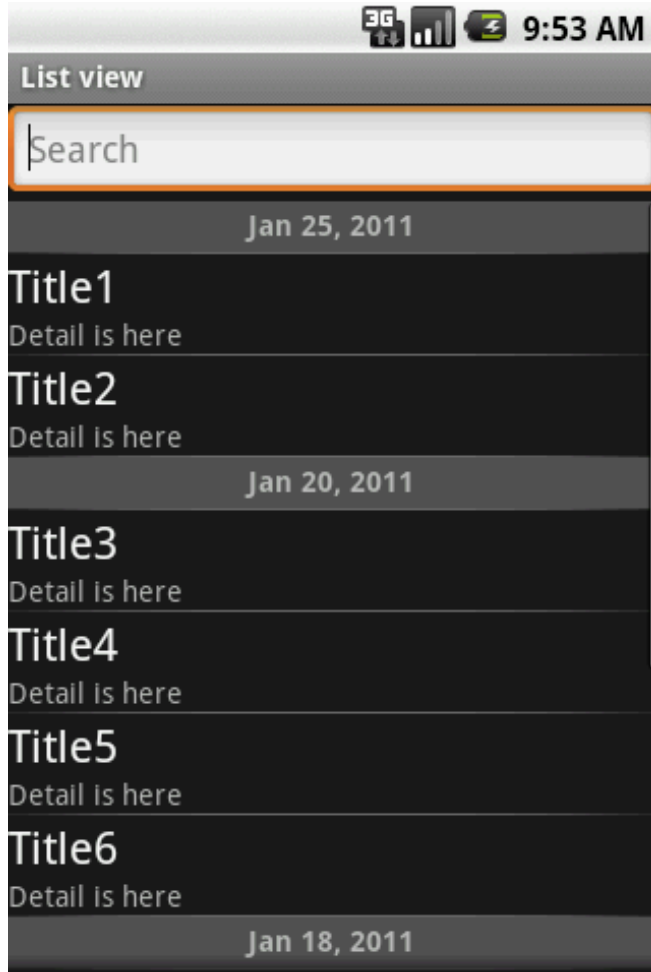 3G 9:53 AM
List view
Search
Jan 25, 2011
Title1
Detail is here
Title2
Detail is here
Jan 20, 2011
Title3
Detail is here
Title4
Detail is here
Title5
Detail is here
Title6
Detail is here
Jan 18, 2011